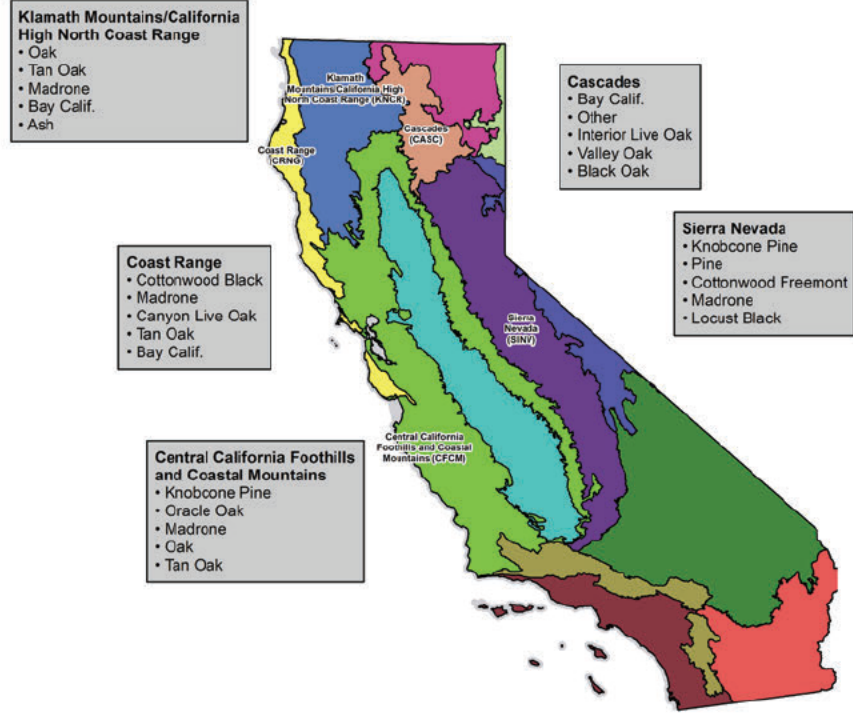 Klamath Mountains/California
High North Coast Range
• Oak
• Tan Oak
• Madrone
• Bay Calif.
• Ash
Klamath
Mountains/California High
North Coast Range (KNCR)
Cascades
(CASC)
Coast Range
(CRNG)
Cascades
• Bay Calif.
• Other
• Interior Live Oak
• Valley Oak
• Black Oak
Sierra Nevada
• Knobcone Pine
• Pine
• Cottonwood Freemont
• Madrone
• Locust Black
Coast Range
• Cottonwood Black
• Madrone
• Canyon Live Oak
• Tan Oak
• Bay Calif.
Sierra
Nevada
(SINV)
Central California
Foothills and Coastal
Mountains (CFCM)
Central California Foothills
and Coastal Mountains
• Knobcone Pine
• Oracle Oak
• Madrone
• Oak
• Tan Oak